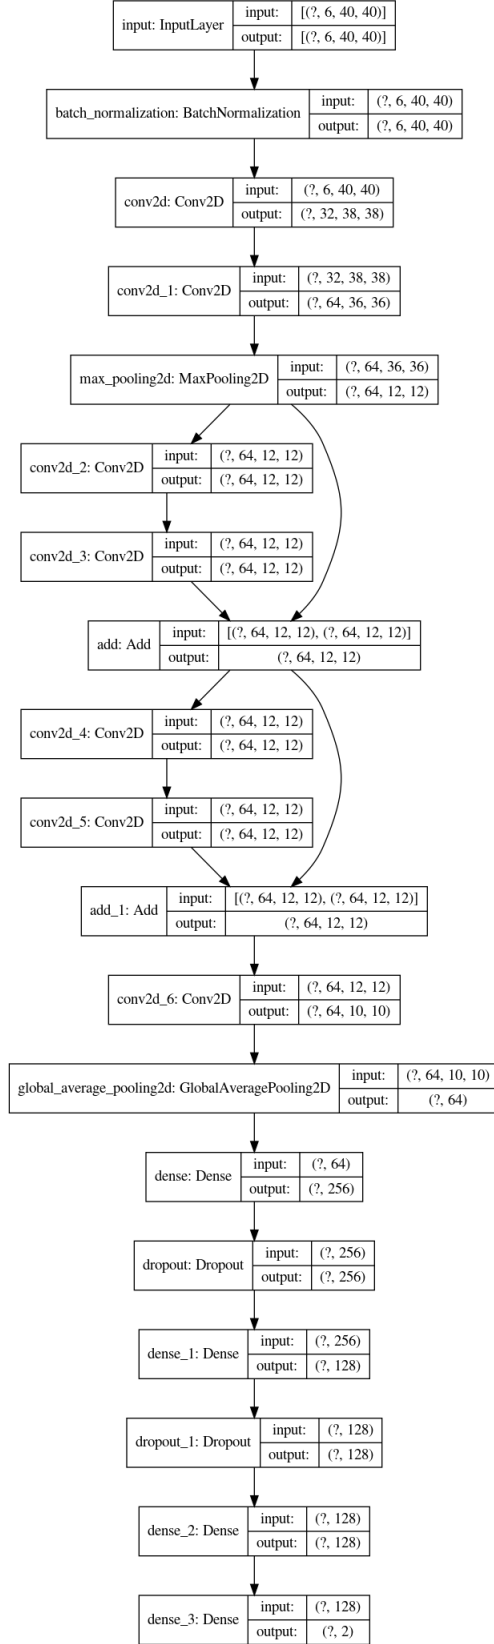 input: InputLayer input: [(?, 6, 40, 40)]
output: [(?, 6, 40, 40)]
batch_normalization: BatchNormalization input: (?, 6, 40, 40)
output: (?, 6, 40, 40)
conv2d: Conv2D input: (?, 6, 40, 40)
output: (?, 32, 38, 38)
conv2d_1: Conv2D input: (?, 32, 38, 38)
output: (?, 64, 36, 36)
max_pooling2d: MaxPooling2D input: (?, 64, 36, 36)
output: (?, 64, 12, 12)
conv2d_2: Conv2D input: (?, 64, 12, 12)
output: (?, 64, 12, 12)
conv2d_3: Conv2D input: (?, 64, 12, 12)
output: (?, 64, 12, 12)
add: Add input: [(?, 64, 12, 12), (?, 64, 12, 12)]
output: (?, 64, 12, 12)
conv2d_4: Conv2D input: (?, 64, 12, 12)
output: (?, 64, 12, 12)
conv2d_5: Conv2D input: (?, 64, 12, 12)
output: (?, 64, 12, 12)
add_1: Add input: [(?, 64, 12, 12), (?, 64, 12, 12)]
output: (?, 64, 12, 12)
conv2d_6: Conv2D input: (?, 64, 12, 12)
output: (?, 64, 10, 10)
global_average_pooling2d: GlobalAveragePooling2D input: (?, 64, 10, 10)
output: (?, 64)
dense: Dense input: (?, 64)
output: (?, 256)
dropout: Dropout input: (?, 256)
output: (?, 256)
dense_1: Dense input: (?, 256)
output: (?, 128)
dropout_1: Dropout input: (?, 128)
output: (?, 128)
dense_2: Dense input: (?, 128)
output: (?, 128)
dense_3: Dense input: (?, 128)
output: (?, 2)